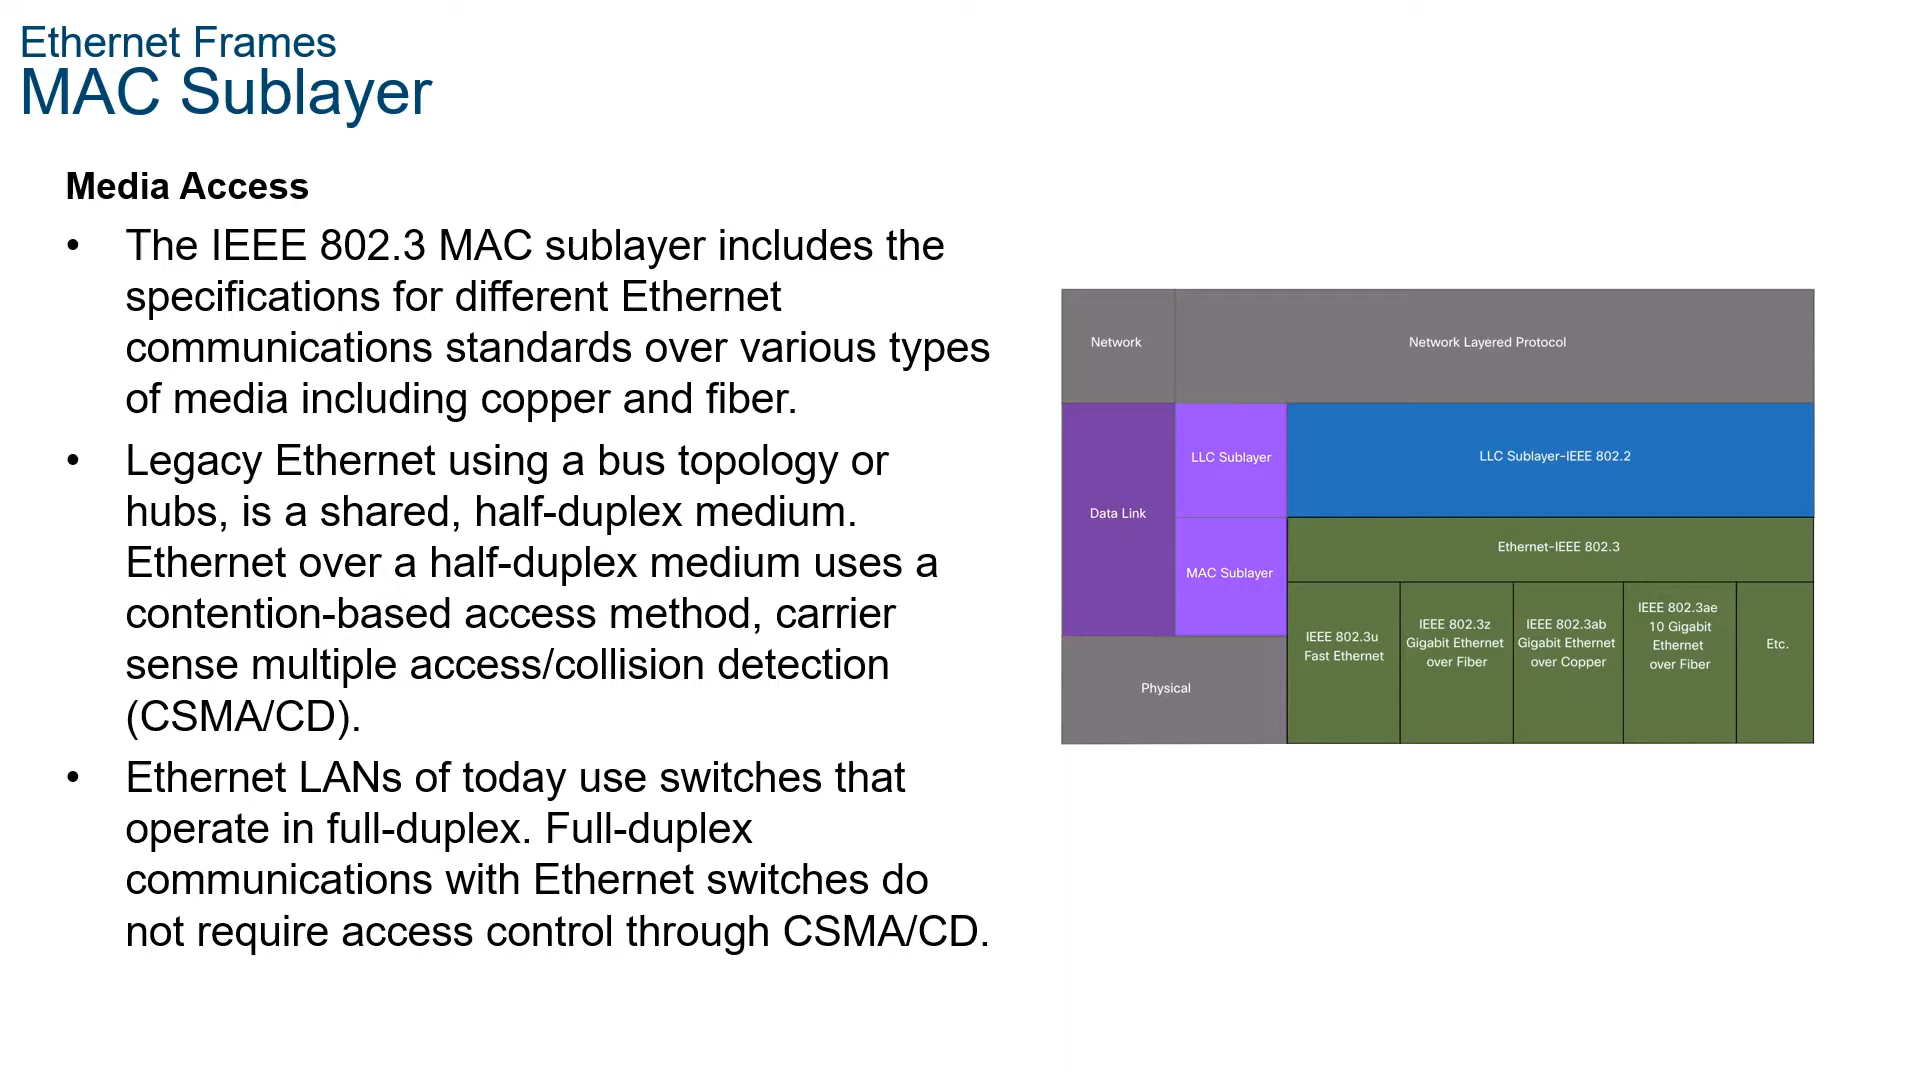 Ethernet Frames
MAC Sublayer
Media Access
• The IEEE 802.3 MAC sublayer includes the
specifications for different Ethernet
communications standards over various types
of media including copper and fiber.
• Legacy Ethernet using a bus topology or
hubs, is a shared, half-duplex medium.
Ethernet over a half-duplex medium uses a
contention-based access method, carrier
sense multiple access/collision detection
(CSMA/CD).
• Ethernet LANs of today use switches that
operate in full-duplex. Full-duplex
communications with Ethernet switches do
not require access control through CSMA/CD.
Network
Network Layered Protocol
Data Link
LLC Sublayer
LLC Sublayer-IEEE 802.2
MAC Sublayer
Ethernet-IEEE 802.3
IEEE 802.3u
Fast Ethernet
IEEE 802.3z
Gigabit Ethernet
over Fiber
IEEE 802.3ab
Gigabit Ethernet
over Copper
IEEE 802.3ae
10 Gigabit
Ethernet
over Fiber
Etc.
Physical